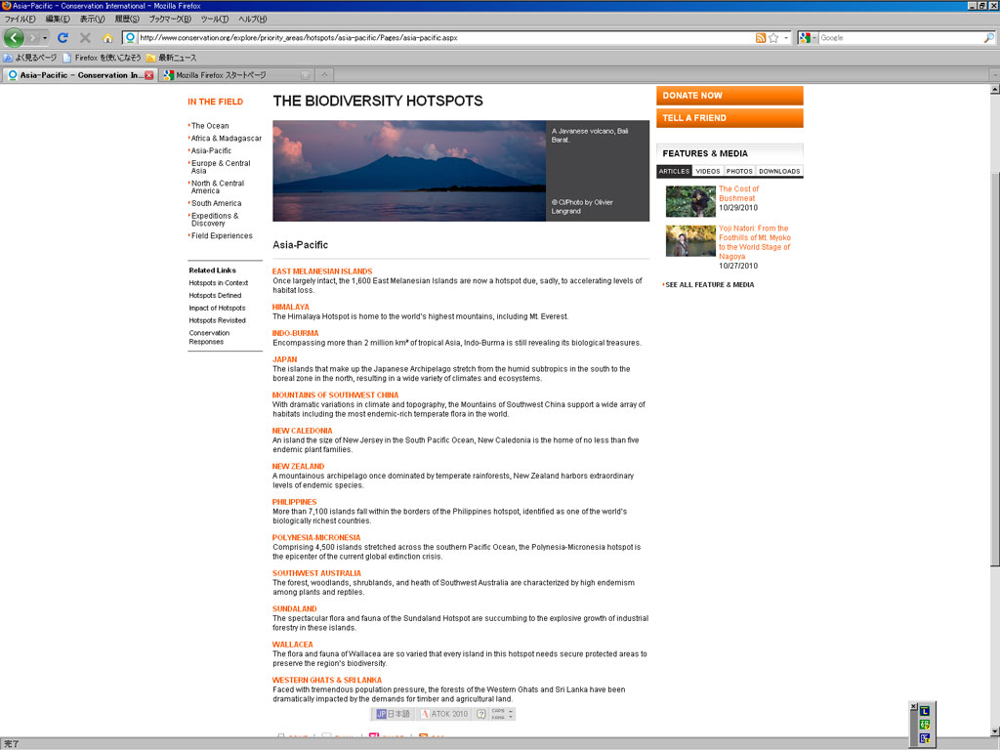 Asia-Pacific - Conservation International - Mozilla Firefox
ファイル(F) 編集(E) 表示(V) 履歴(S) ブックマーク(B) ツール(T) ヘルプ(H)
http://www.conservation.org/explore/priority_areas/hotspots/asia-pacific/Pages/asia-pacific.aspx
Google
よく見るページ Firefox を使いこなそう 最新ニュース
Asia-Pacific - Conservation In... Mozilla Firefox スタートページ
IN THE FIELD
The Ocean
Africa & Madagascar
Asia-Pacific
Europe & Central
Asia
North & Central
America
South America
Expeditions &
Discovery
Field Experiences
Related Links
Hotspots in Context
Hotspots Defined
Impact of Hotspots
Hotspots Revisited
Conservation
Responses
THE BIODIVERSITY HOTSPOTS
A Javanese volcano, Bali
Barat.
© CI/Photo by Olivier
Langrand
Asia-Pacific
EAST MELANESIAN ISLANDS
Once largely intact, the 1,600 East Melanesian Islands are now a hotspot due, sadly, to accelerating levels of
habitat loss.
HIMALAYA
The Himalaya Hotspot is home to the world's highest mountains, including Mt. Everest.
INDO-BURMA
Encompassing more than 2 million km² of tropical Asia, Indo-Burma is still revealing its biological treasures.
JAPAN
The islands that make up the Japanese Archipelago stretch from the humid subtropics in the south to the
boreal zone in the north, resulting in a wide variety of climates and ecosystems.
MOUNTAINS OF SOUTHWEST CHINA
With dramatic variations in climate and topography, the Mountains of Southwest China support a wide array of
habitats including the most endemic-rich temperate flora in the world.
NEW CALEDONIA
An island the size of New Jersey in the South Pacific Ocean, New Caledonia is the home of no less than five
endemic plant families.
NEW ZEALAND
A mountainous archipelago once dominated by temperate rainforests, New Zealand harbors extraordinary
levels of endemic species.
PHILIPPINES
More than 7,100 islands fall within the borders of the Philippines hotspot, identified as one of the world's
biologically richest countries.
POLYNESIA-MICRONESIA
Comprising 4,500 islands stretched across the southern Pacific Ocean, the Polynesia-Micronesia hotspot is
the epicenter of the current global extinction crisis.
SOUTHWEST AUSTRALIA
The forest, woodlands, shrublands, and heath of Southwest Australia are characterized by high endemism
among plants and reptiles.
SUNDALAND
The spectacular flora and fauna of the Sundaland Hotspot are succumbing to the explosive growth of industrial
forestry in these islands.
WALLACEA
The flora and fauna of Wallacea are so varied that every island in this hotspot needs secure protected areas to
preserve the region's biodiversity.
WESTERN GHATS & SRI LANKA
Faced with tremendous population pressure, the forests of the Western Ghats and Sri Lanka have been
dramatically impacted by the demands for timber and agricultural land.
DONATE NOW
TELL A FRIEND
FEATURES & MEDIA
ARTICLES VIDEOS PHOTOS DOWNLOADS
The Cost of
Bushmeat
10/29/2010
Yoji Natori: From the
Foothills of Mt. Myoko
to the World Stage of
Nagoya
10/27/2010
SEE ALL FEATURE & MEDIA
JP 日本語 ATOK 2010 CAPS
KANA
完了